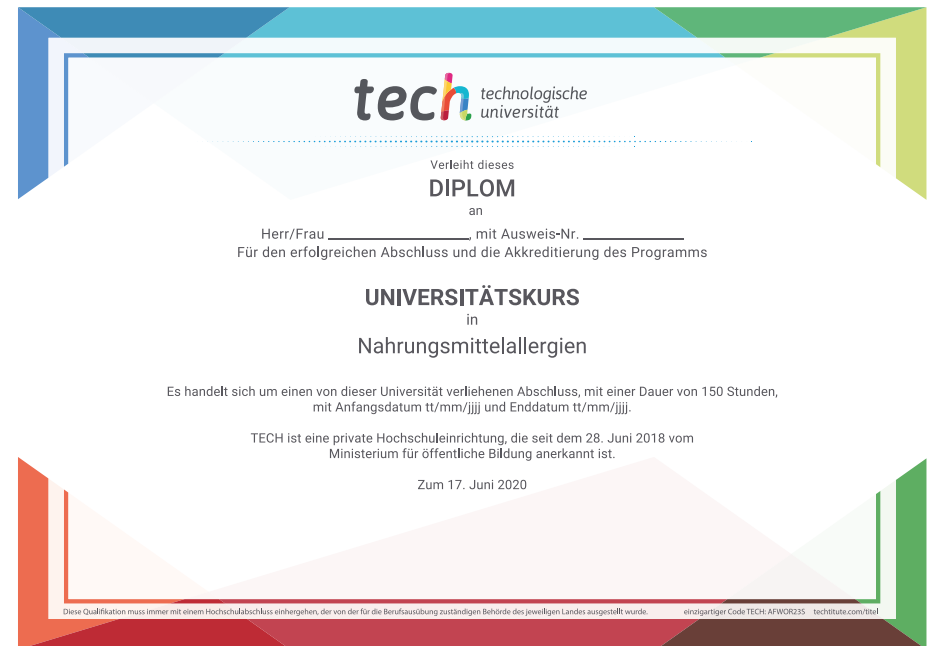 tech technologische
universität
Verleiht dieses
DIPLOM
an
Herr/Frau ____________________, mit Ausweis-Nr. ______________
Für den erfolgreichen Abschluss und die Akkreditierung des Programms
UNIVERSITÄTSKURS
in
Nahrungsmittelallergien
Es handelt sich um einen von dieser Universität verliehenen Abschluss, mit einer Dauer von 150 Stunden,
mit Anfangsdatum tt/mm/jjjj und Enddatum tt/mm/jjjj.
TECH ist eine private Hochschuleinrichtung, die seit dem 28. Juni 2018 vom
Ministerium für öffentliche Bildung anerkannt ist.
Zum 17. Juni 2020
Diese Qualifikation muss immer mit einem Hochschulabschluss einhergehen, der von der für die Berufsausübung zuständigen Behörde des jeweiligen Landes ausgestellt wurde. einzigartiger Code TECH: AFWOR23S techtitute.com/titel